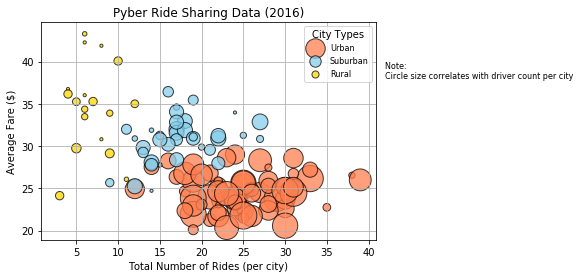 Pyber Ride Sharing Data (2016)
City Types
Urban
Suburban
Rural
Note:
Circle size correlates with driver count per city
Average Fare ($)
40
35
30
25
20
5 10 15 20 25 30 35 40
Total Number of Rides (per city)